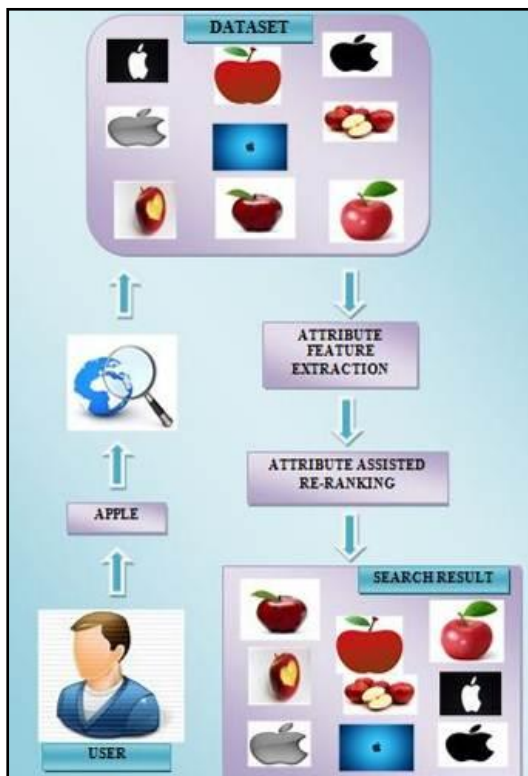 DATASET
ATTRIBUTE
FEATURE
EXTRACTION
ATTRIBUTE ASSISTED
RE-RANKING
APPLE
SEARCH RESULT
USER